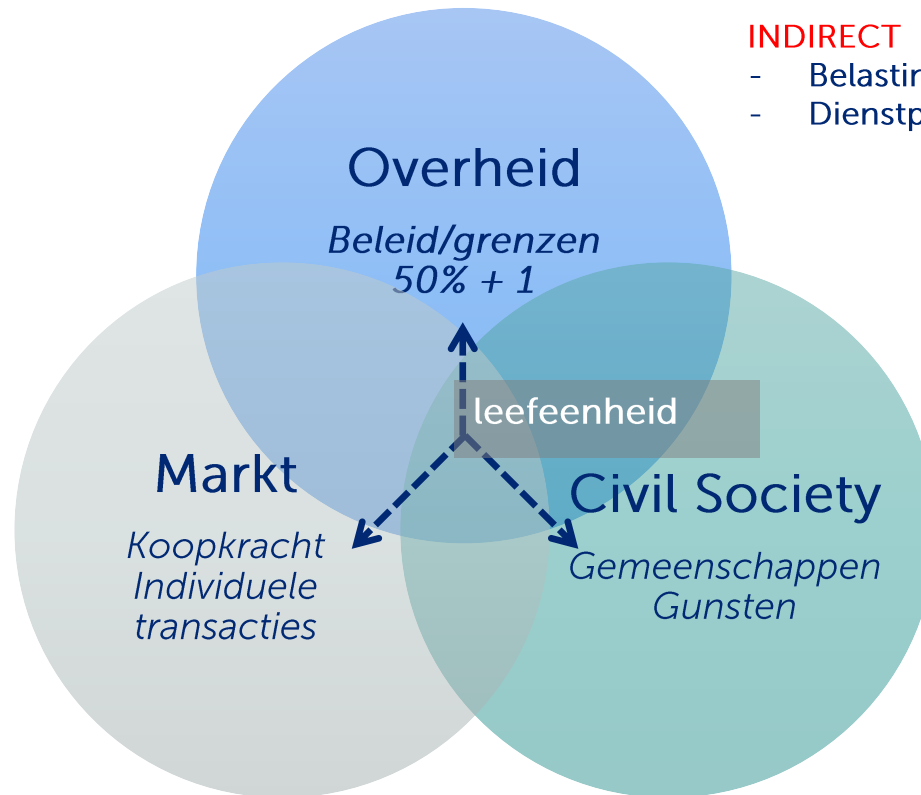 INDIRECT
-
-
Overheid
Beleid/grenzen
50% + 1
leefeenheid
Markt
Koopkracht
Individuele
transacties
Civil Society
Gemeenschappen
Gunsten